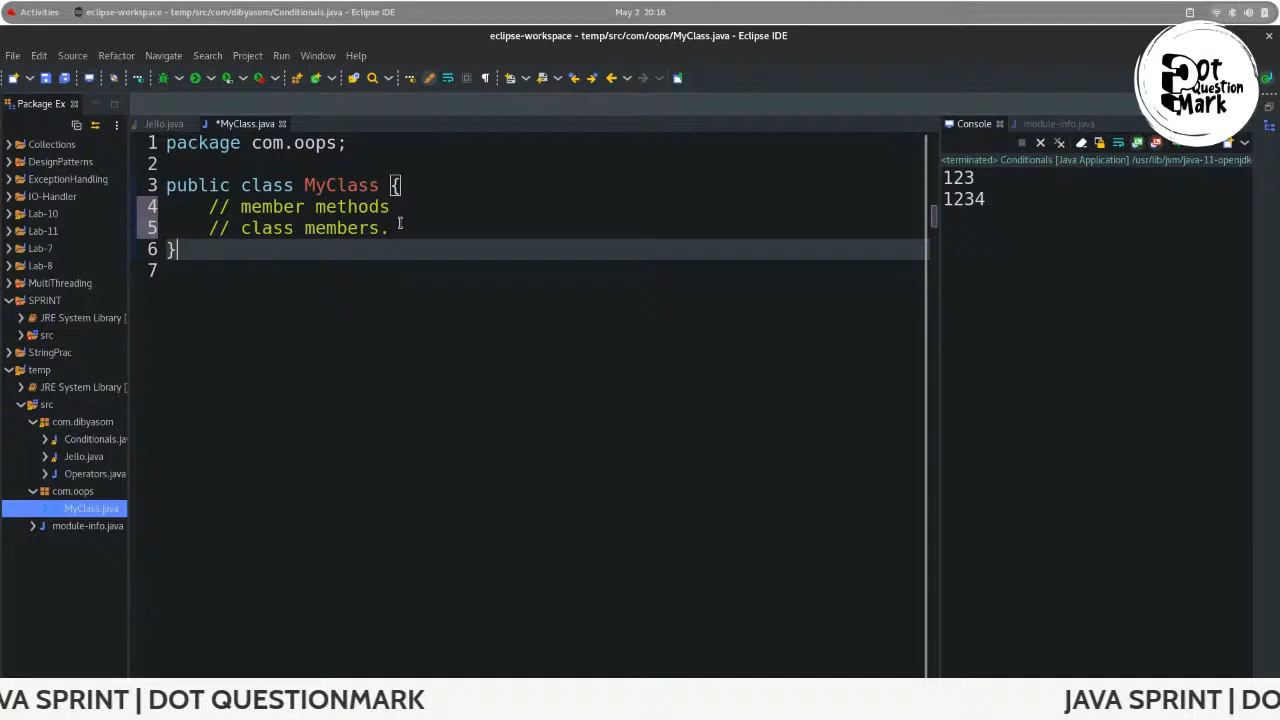 Activities
eclipse-workspace - temp/src/com/dibyasom/Conditionals.java - Eclipse IDE
May 2 20:16
eclipse-workspace - temp/src/com/oops/MyClass.java - Eclipse IDE
File Edit Source Refactor Navigate Search Project Run Window Help
Dot
Question
Mark
Package Ex
Jello.java
*MyClass.java
Console
module-info.java
<terminated> Conditionals [Java Application] /usr/lib/jvm/java-11-openjdk
123
1234
1 package com.oops;
2
3 public class MyClass {
4 // member methods
5 // class members.
6 }
7
Collections
DesignPatterns
ExceptionHandling
IO-Handler
Lab-10
Lab-11
Lab-7
Lab-8
MultiThreading
SPRINT
JRE System Library [
src
StringPrac
temp
JRE System Library [
src
com.dibyasom
Conditionals.ja
Jello.java
Operators.java
com.oops
MyClass.java
module-info.java
VA SPRINT | DOT QUESTIONMARK
JAVA SPRINT | DO